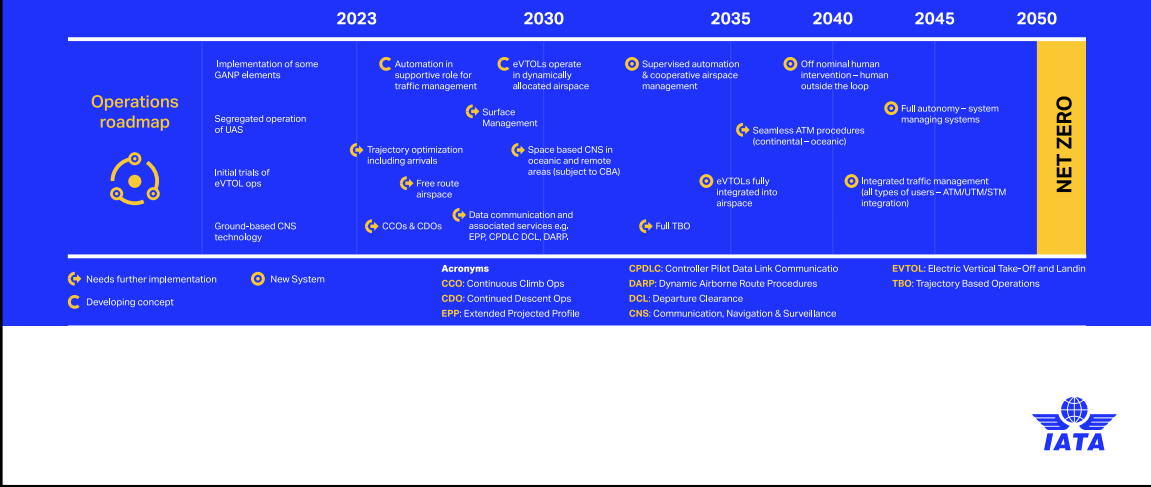 2023
2030
2035
2040
2045
2050
Operations
roadmap
Implementation of some
GANP elements
Segregated operation
of UAS
Initial trials of
eVTOL ops
Ground-based CNS
technology
Automation in
supportive role for
traffic management
eVTOLs operate
in dynamically
allocated airspace
Supervised automation
& cooperative airspace
management
Off nominal human
intervention – human
outside the loop
Surface
Management
Full autonomy – system
managing systems
Seamless ATM procedures
(continental – oceanic)
Trajectory optimization
including arrivals
Space based CNS in
oceanic and remote
areas (subject to CBA)
Free route
airspace
eVTOLs fully
integrated into
airspace
Integrated traffic management
(all types of users – ATM/UTM/STM
integration)
CCOs & CDOs
Data communication and
associated services e.g.
EPP, CPDLC DCL, DARP.
Full TBO
NET ZERO
Needs further implementation
New System
Developing concept
Acronyms
CCO: Continuous Climb Ops
CDO: Continued Descent Ops
EPP: Extended Projected Profile
CPDLC: Controller Pilot Data Link Communicatio
DARP: Dynamic Airborne Route Procedures
DCL: Departure Clearance
CNS: Communication, Navigation & Surveillance
EVTOL: Electric Vertical Take-Off and Landin
TBO: Trajectory Based Operations
IATA